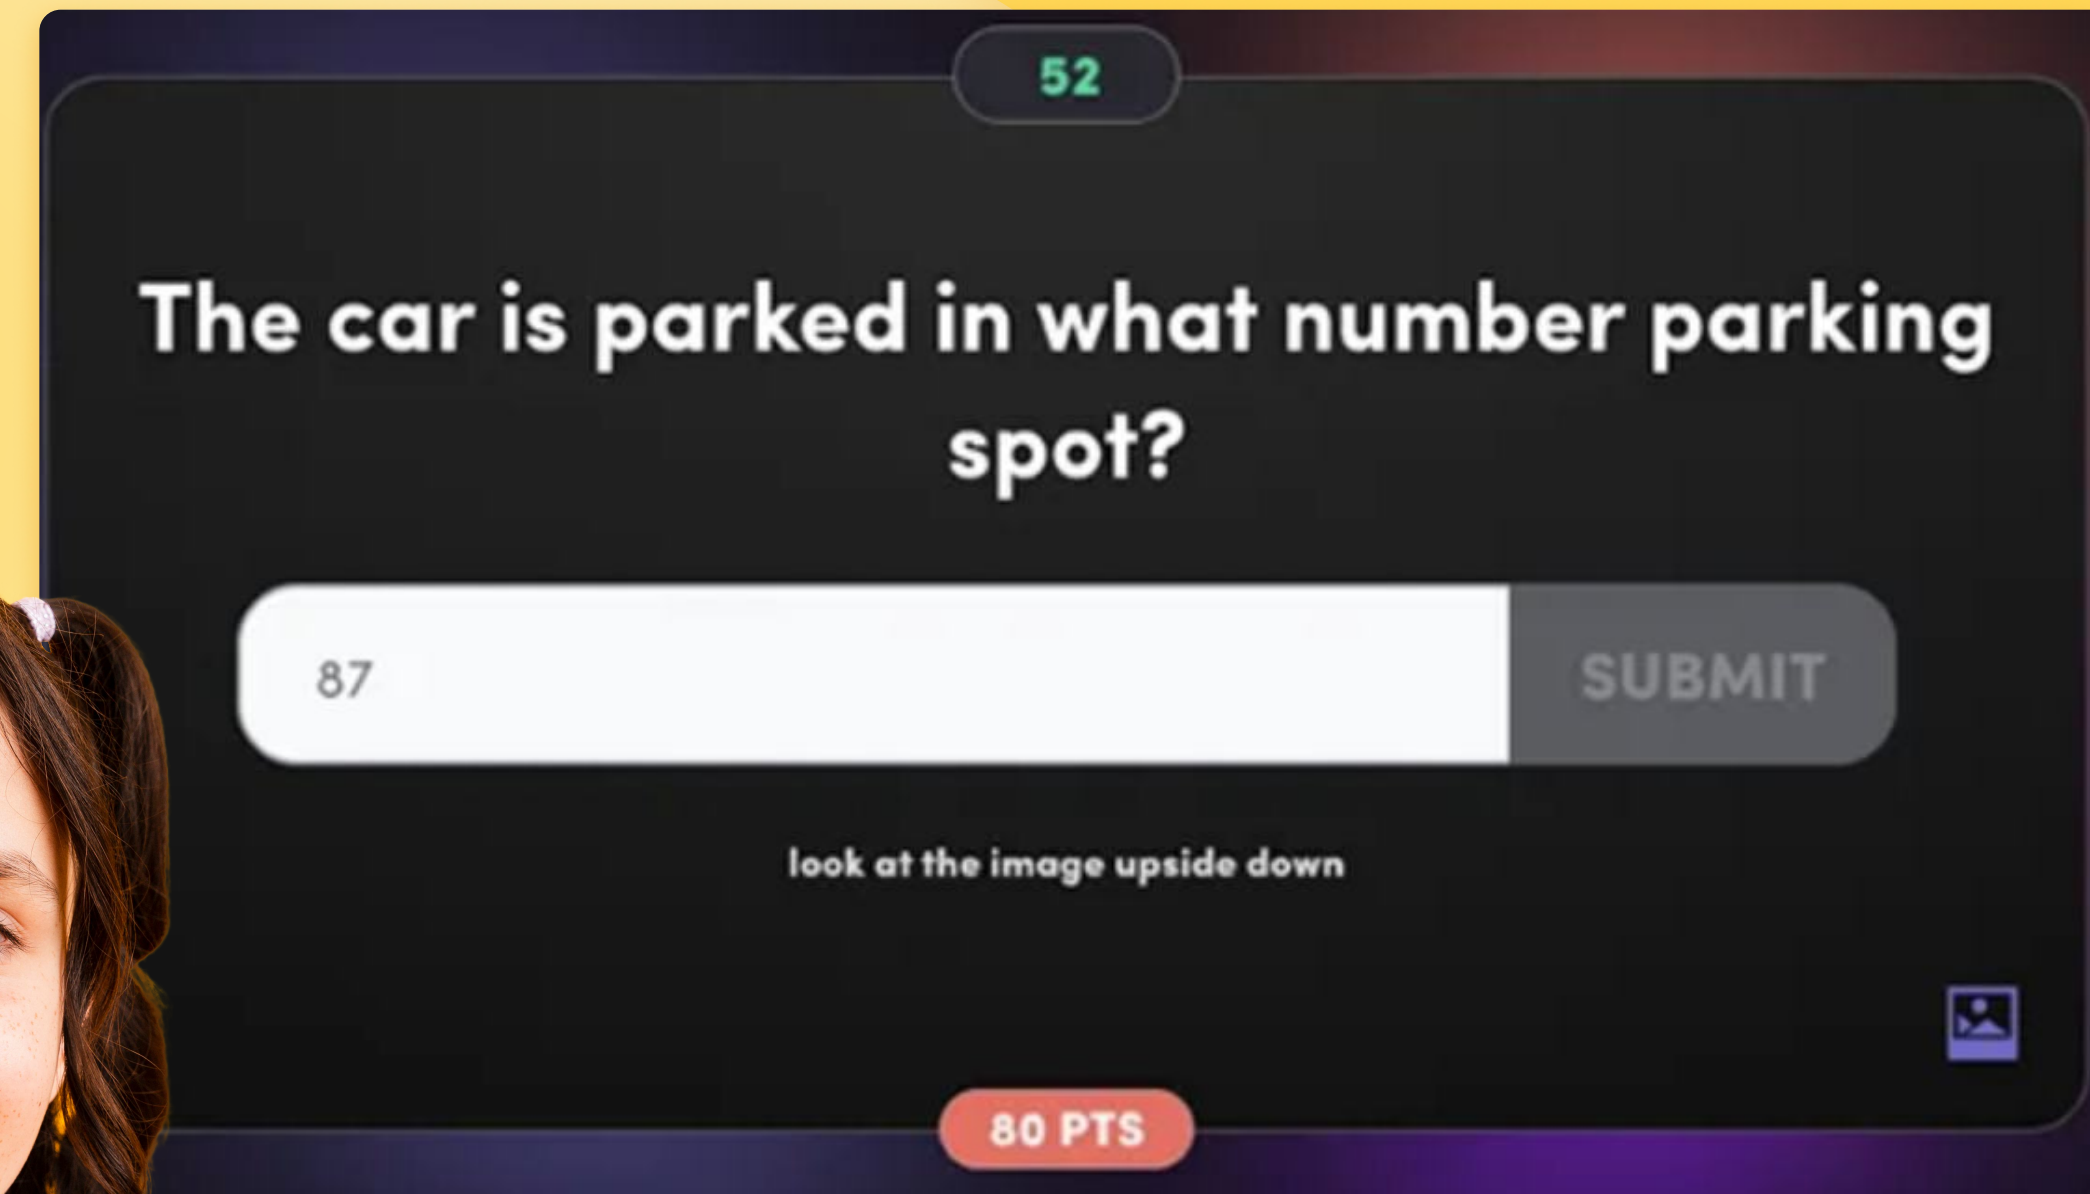 52
The car is parked in what number parking
spot?
87
SUBMIT
look at the image upside down
80 PTS